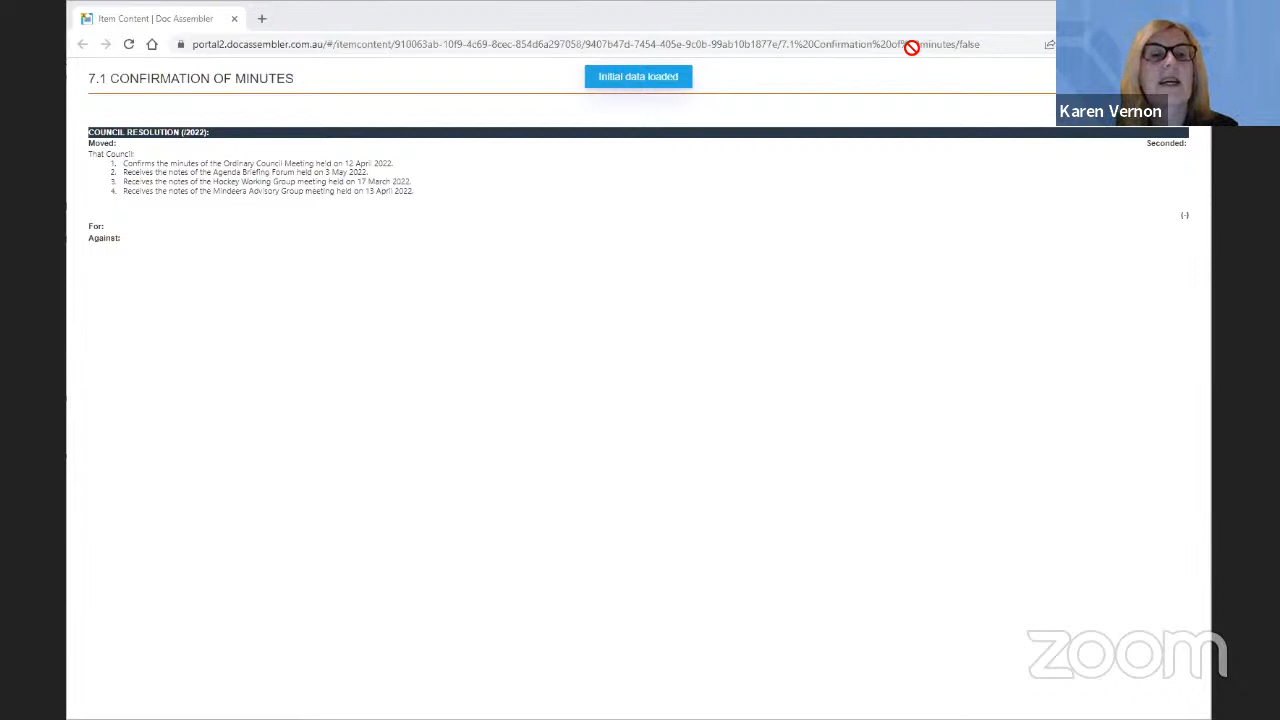 Item Content | Doc Assembler
portal2.docassembler.com.au/#/itemcontent/910063ab-10f9-4c69-8cec-854d6a297058/9407b47d-7454-405e-9c0b-99ab10b1877e/7.1%20Confirmation%20of minutes/false
Karen Vernon
7.1 CONFIRMATION OF MINUTES
Initial data loaded
COUNCIL RESOLUTION (/2022):
Moved: Seconded:
That Council:
1. Confirms the minutes of the Ordinary Council Meeting held on 12 April 2022.
2. Receives the notes of the Agenda Briefing Forum held on 3 May 2022.
3. Receives the notes of the Hockey Working Group meeting held on 17 March 2022.
4. Receives the notes of the Mindeera Advisory Group meeting held on 13 April 2022.
(-)
For:
Against:
zoom